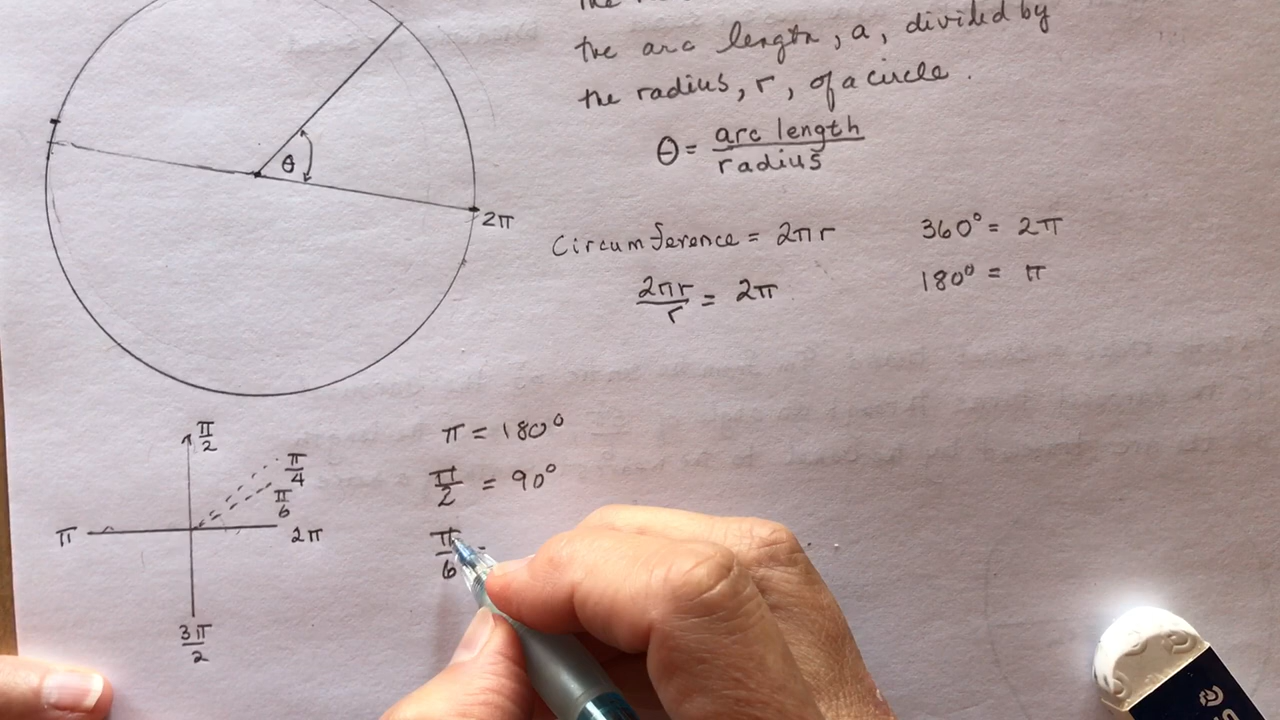 the
the arc length, a, divided by
the radius, r, of a circle.
θ = arc length / radius
θ
2π
Circumference = 2πr
360° = 2π
2πr / r = 2π
180° = π
π/2
π/4
π/6
π
2π
3π/2
π = 180°
π/2 = 90°
π/6 =